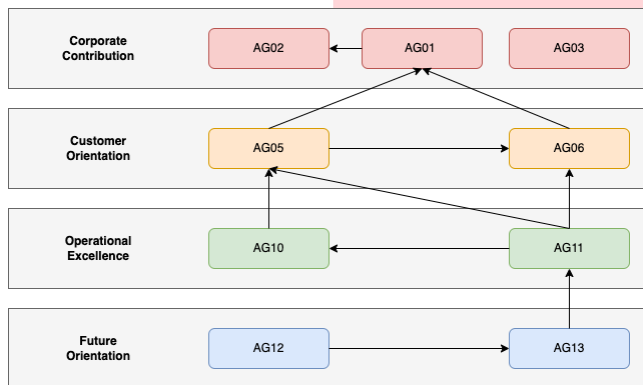 Corporate
Contribution
AG02
AG01
AG03
Customer
Orientation
AG05
AG06
Operational
Excellence
AG10
AG11
Future
Orientation
AG12
AG13